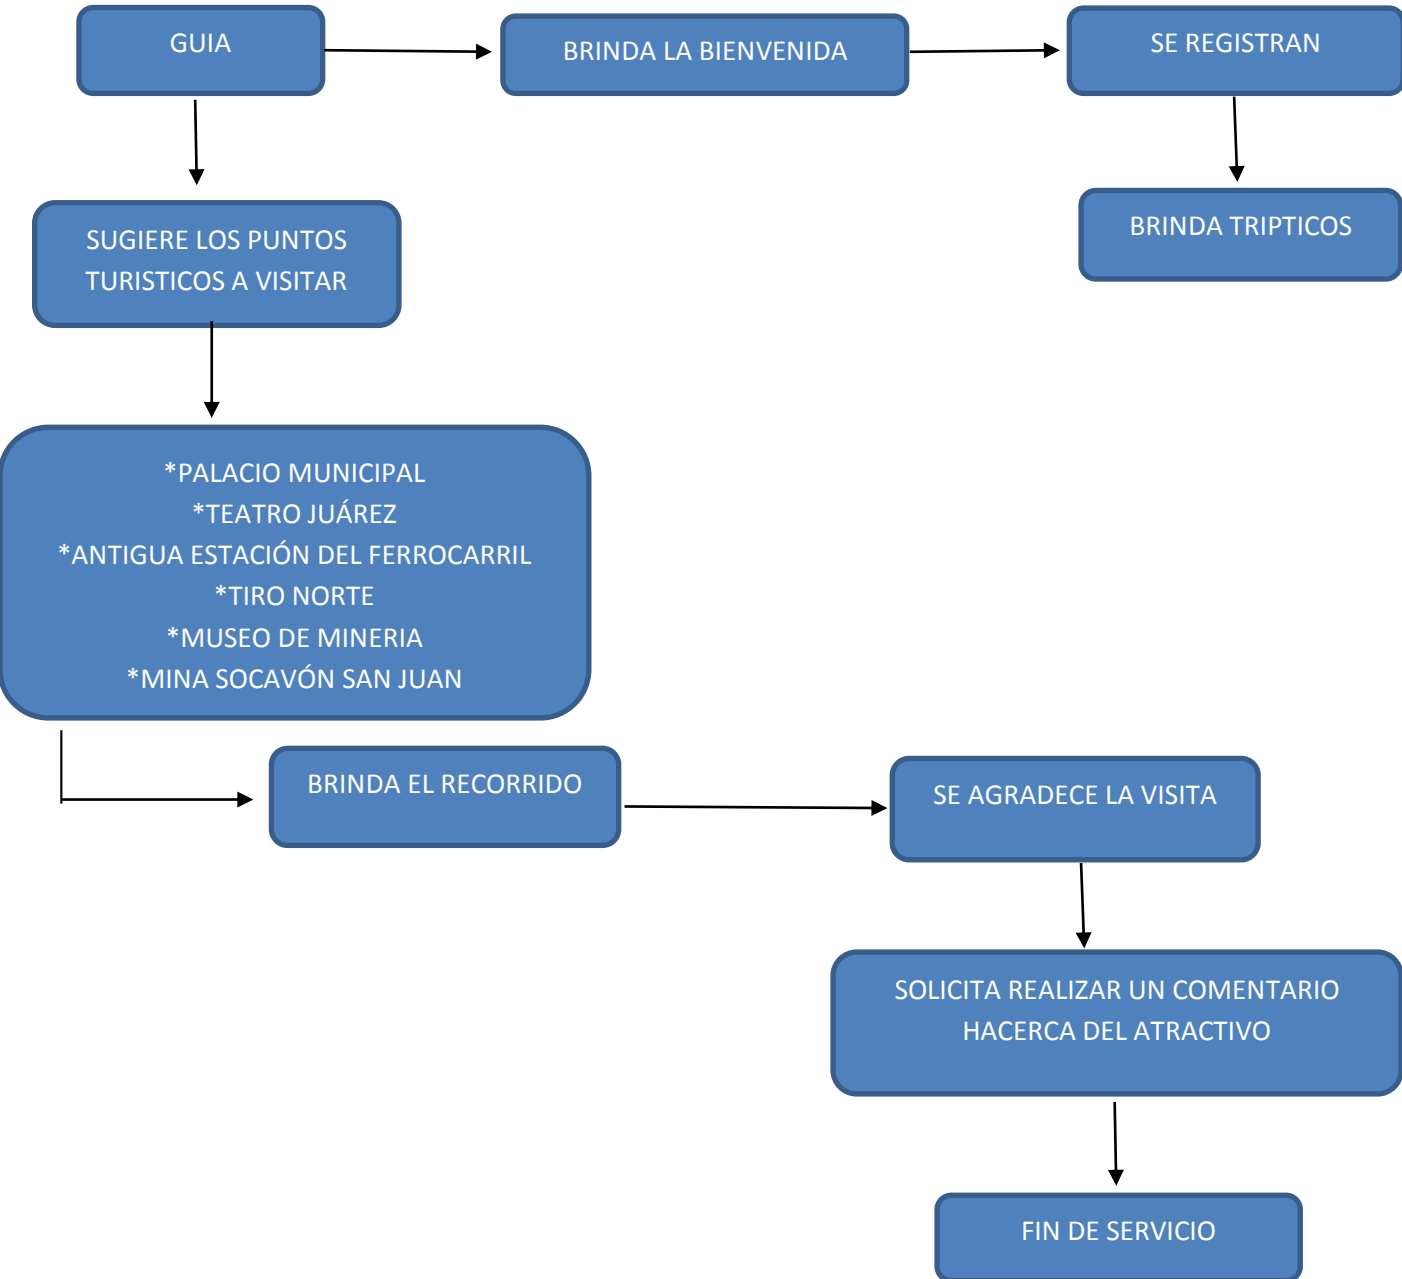 GUIA
BRINDA LA BIENVENIDA
SE REGISTRAN
BRINDA TRIPTICOS
SUGIERE LOS PUNTOS
TURISTICOS A VISITAR
*PALACIO MUNICIPAL
*TEATRO JUÁREZ
*ANTIGUA ESTACIÓN DEL FERROCARRIL
*TIRO NORTE
*MUSEO DE MINERIA
*MINA SOCAVÓN SAN JUAN
BRINDA EL RECORRIDO
SE AGRADECE LA VISITA
SOLICITA REALIZAR UN COMENTARIO
HACERCA DEL ATRACTIVO
FIN DE SERVICIO